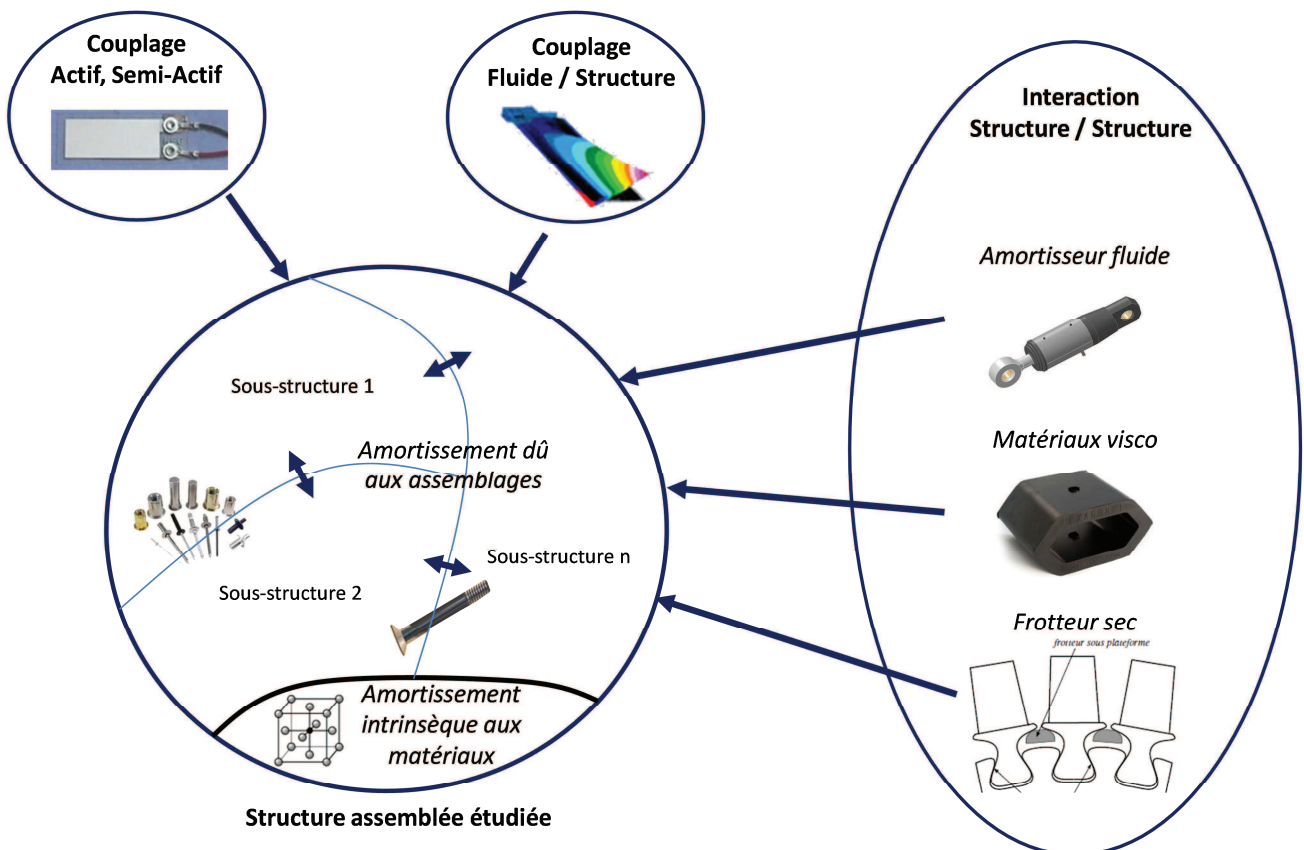 Couplage
Actif, Semi-Actif
Couplage
Fluide / Structure
Interaction
Structure / Structure
Amortisseur fluide
Sous-structure 1
Amortissement dû
aux assemblages
Matériaux visco
Sous-structure n
Sous-structure 2
Frotteur sec
frotteur sous plateforme
Amortissement
intrinsèque aux
matériaux
Structure assemblée étudiée